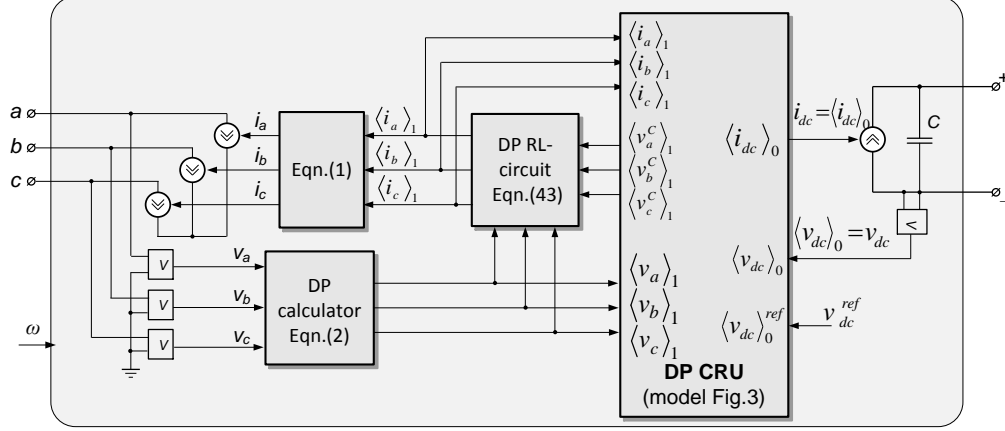 a
b
c
ω
i_a
i_b
i_c
Eqn.(1)
⟨i_a⟩_1
⟨i_b⟩_1
⟨i_c⟩_1
DP RL-
circuit
Eqn.(43)
V
V
V
v_a
v_b
v_c
DP
calculator
Eqn.(2)
⟨i_a⟩_1
⟨i_b⟩_1
⟨i_c⟩_1
⟨v_a^C⟩_1
⟨v_b^C⟩_1
⟨v_c^C⟩_1
⟨v_a⟩_1
⟨v_b⟩_1
⟨v_c⟩_1
⟨i_dc⟩_0
⟨v_dc⟩_0
⟨v_dc⟩_0^ref
DP CRU
(model Fig.3)
i_dc=⟨i_dc⟩_0
C
+
−
V
⟨v_dc⟩_0=v_dc
v_dc^ref